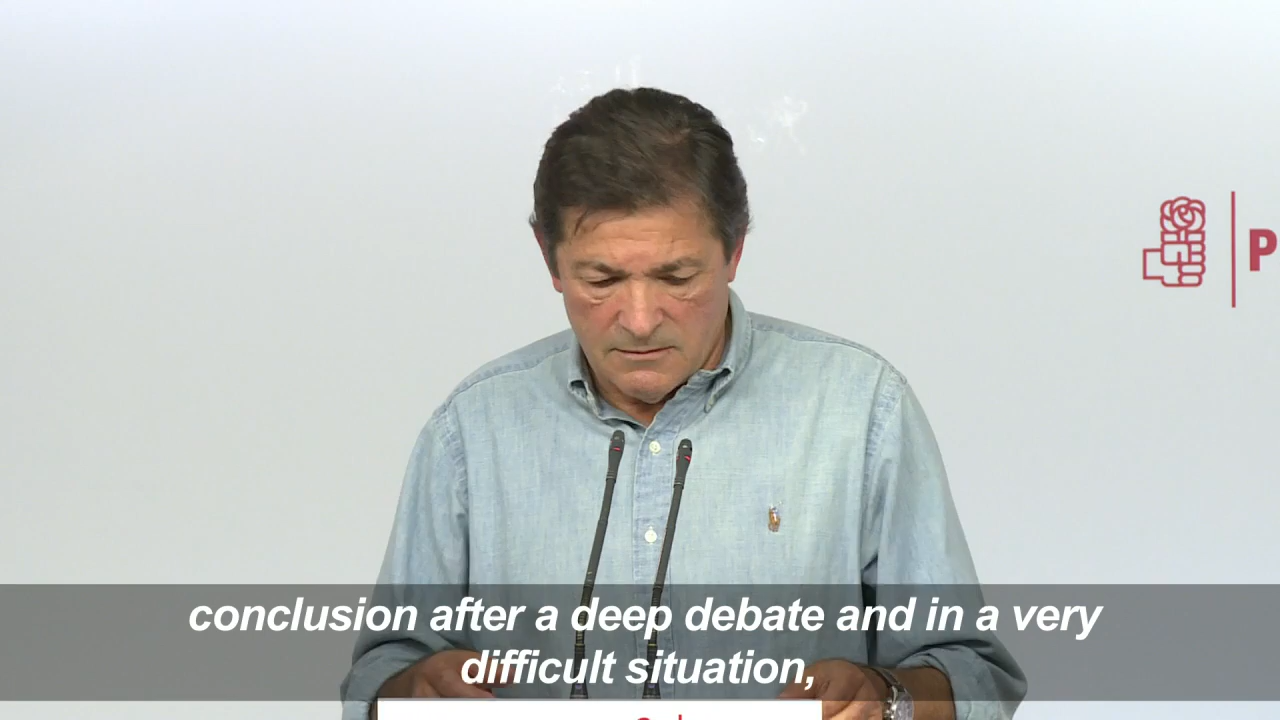 P
conclusion after a deep debate and in a very
difficult situation,